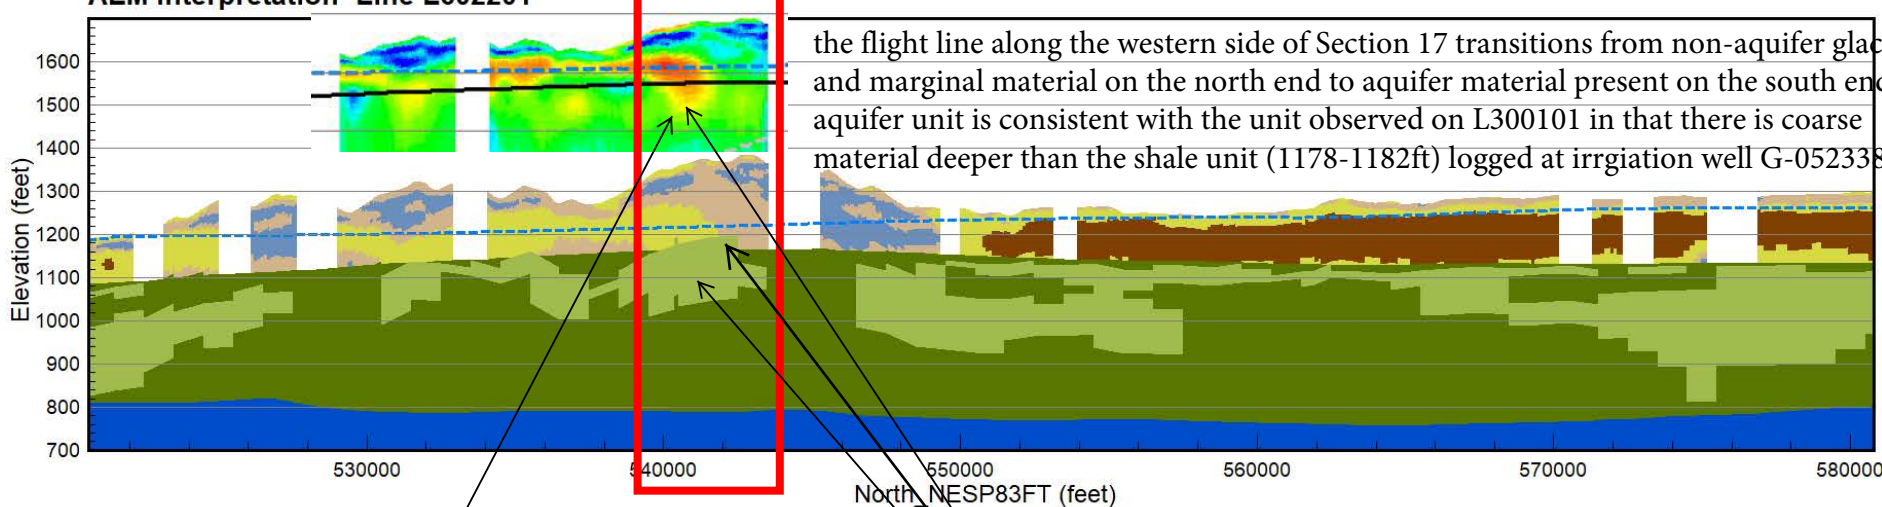 AEM Interpretation Line L302201
the flight line along the western side of Section 17 transitions from non-aquifer glac
and marginal material on the north end to aquifer material present on the south end
aquifer unit is consistent with the unit observed on L300101 in that there is coarse
material deeper than the shale unit (1178-1182ft) logged at irrgiation well G-052338
Elevation (feet)
1600
1500
1400
1300
1200
1100
1000
900
800
700
530000 540000 550000 560000 570000 580000
North_NESP83FT (feet)